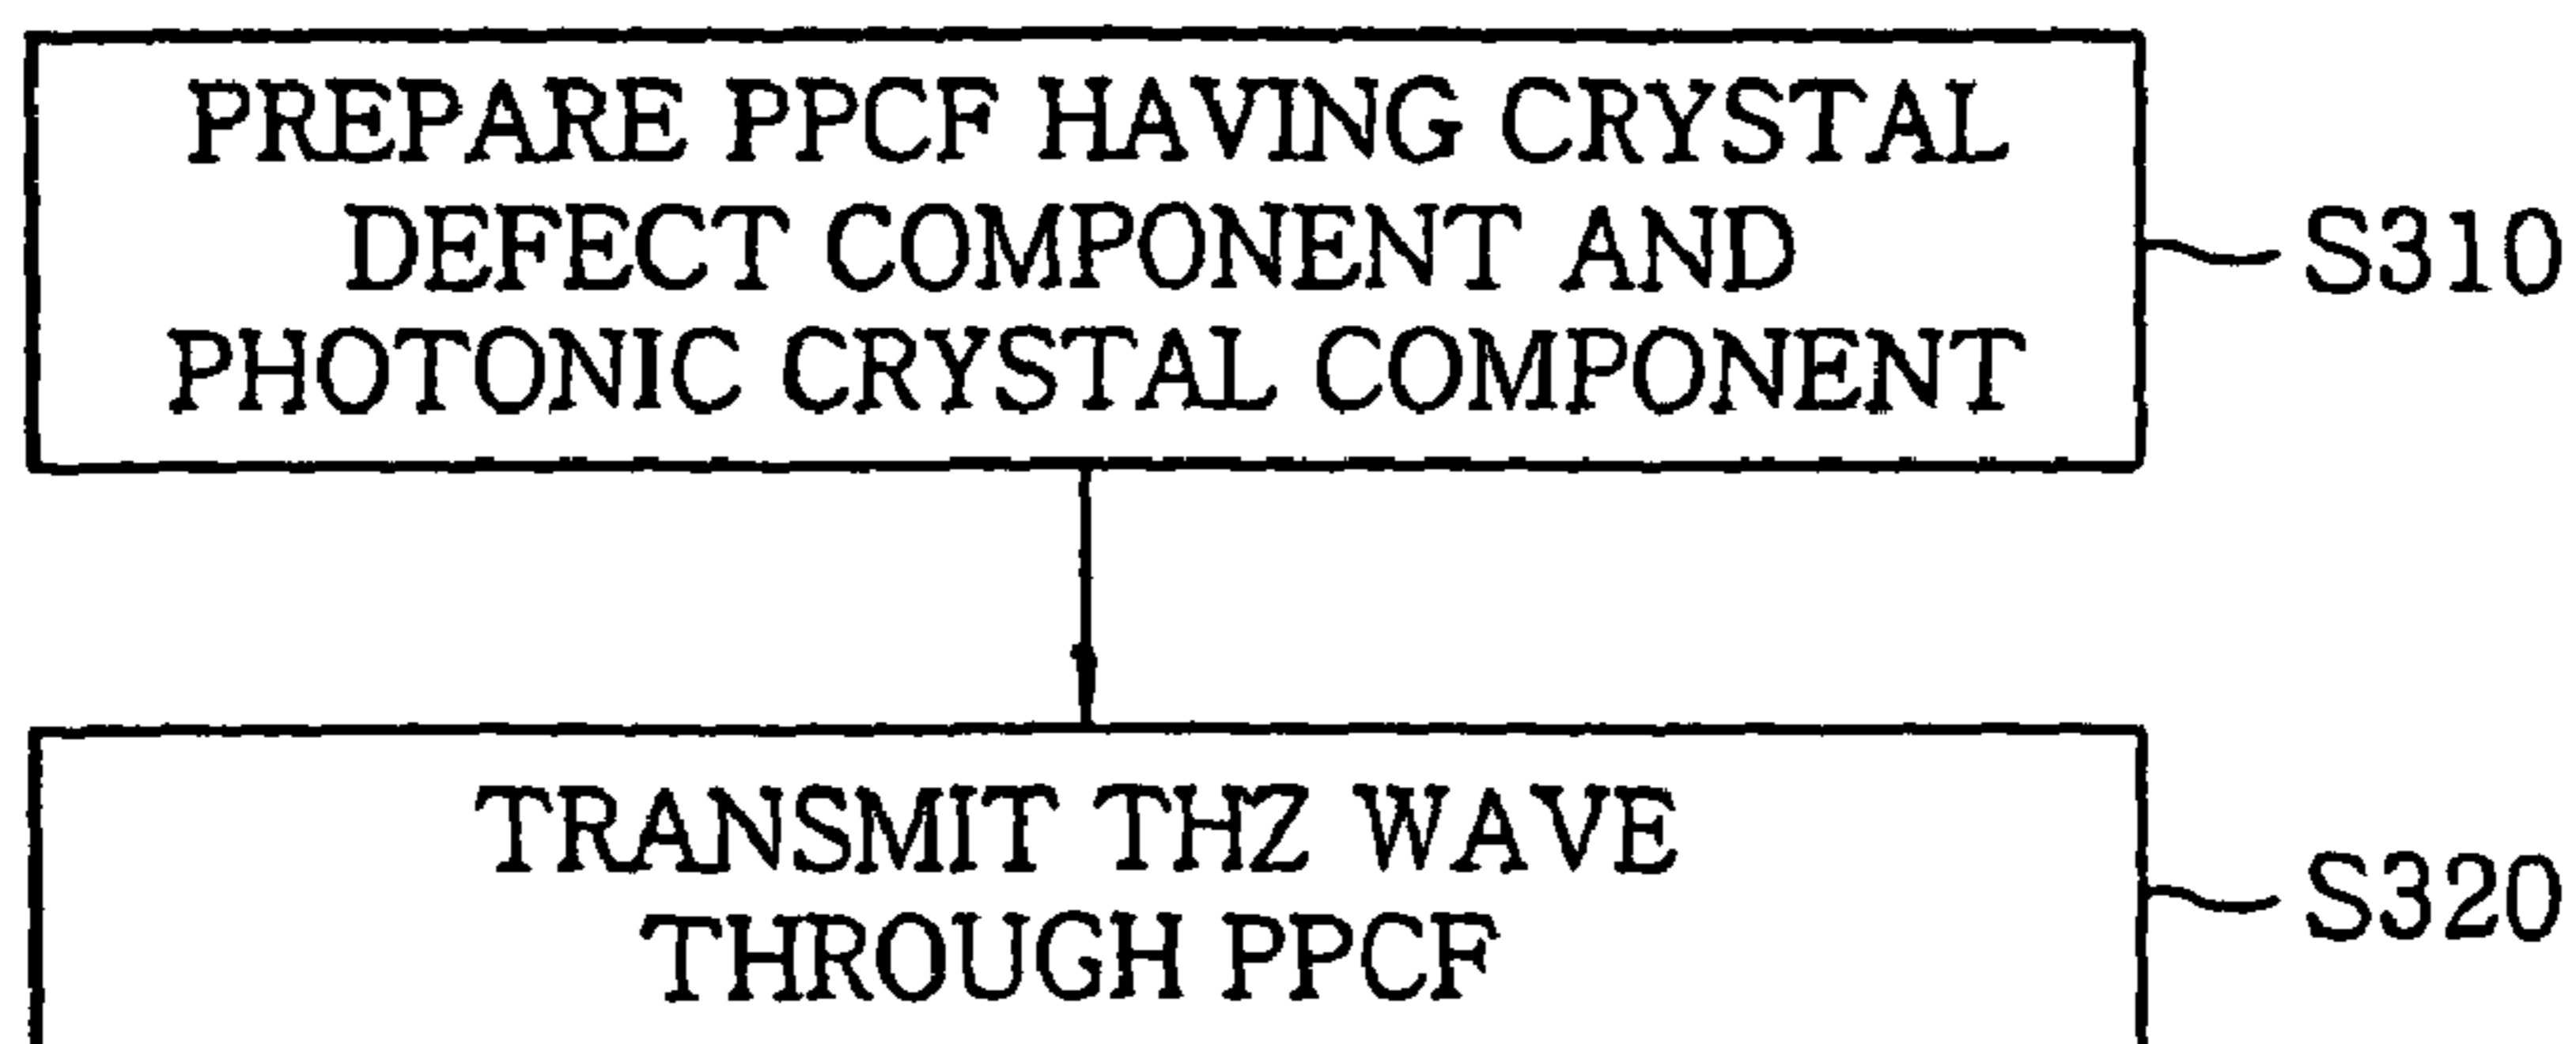 PREPARE PPCF HAVING CRYSTAL
DEFECT COMPONENT AND
PHOTONIC CRYSTAL COMPONENT
S310
TRANSMIT THZ WAVE
THROUGH PPCF
S320